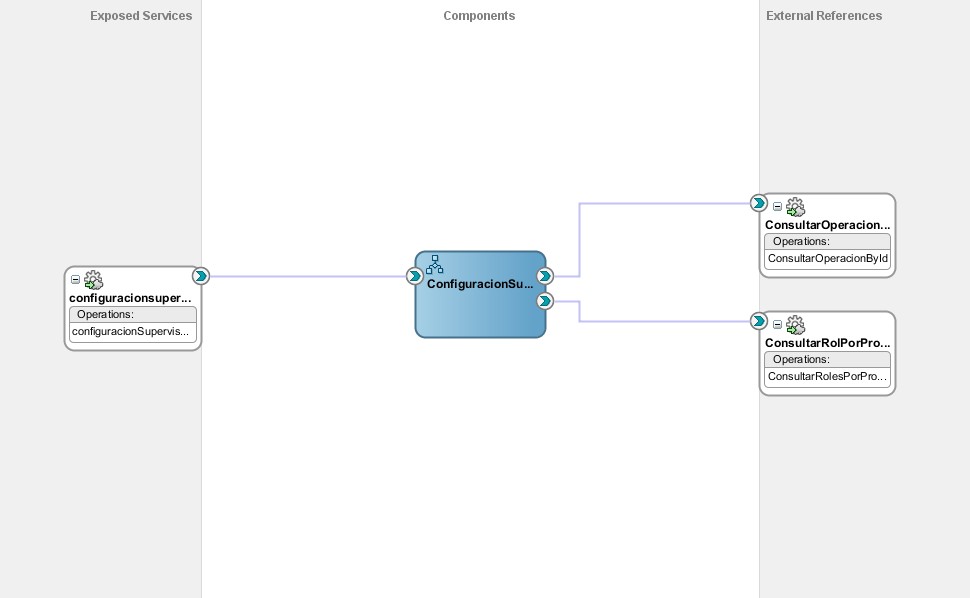 Exposed Services
Components
External References
configuracionsuper...
Operations:
configuracionSupervis...
ConfiguracionSu...
ConsultarOperacion...
Operations:
ConsultarOperacionById
ConsultarRolPorPro...
Operations:
ConsultarRolesPorPro...